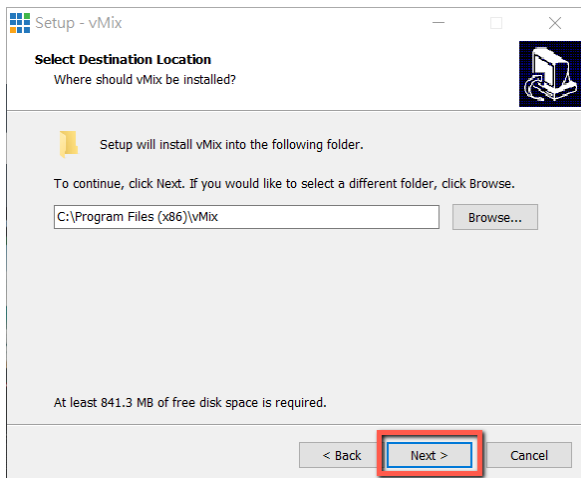 Setup - vMix
Select Destination Location
Where should vMix be installed?
Setup will install vMix into the following folder.
To continue, click Next. If you would like to select a different folder, click Browse.
C:\Program Files (x86)\vMix
Browse...
At least 841.3 MB of free disk space is required.
< Back
Next >
Cancel